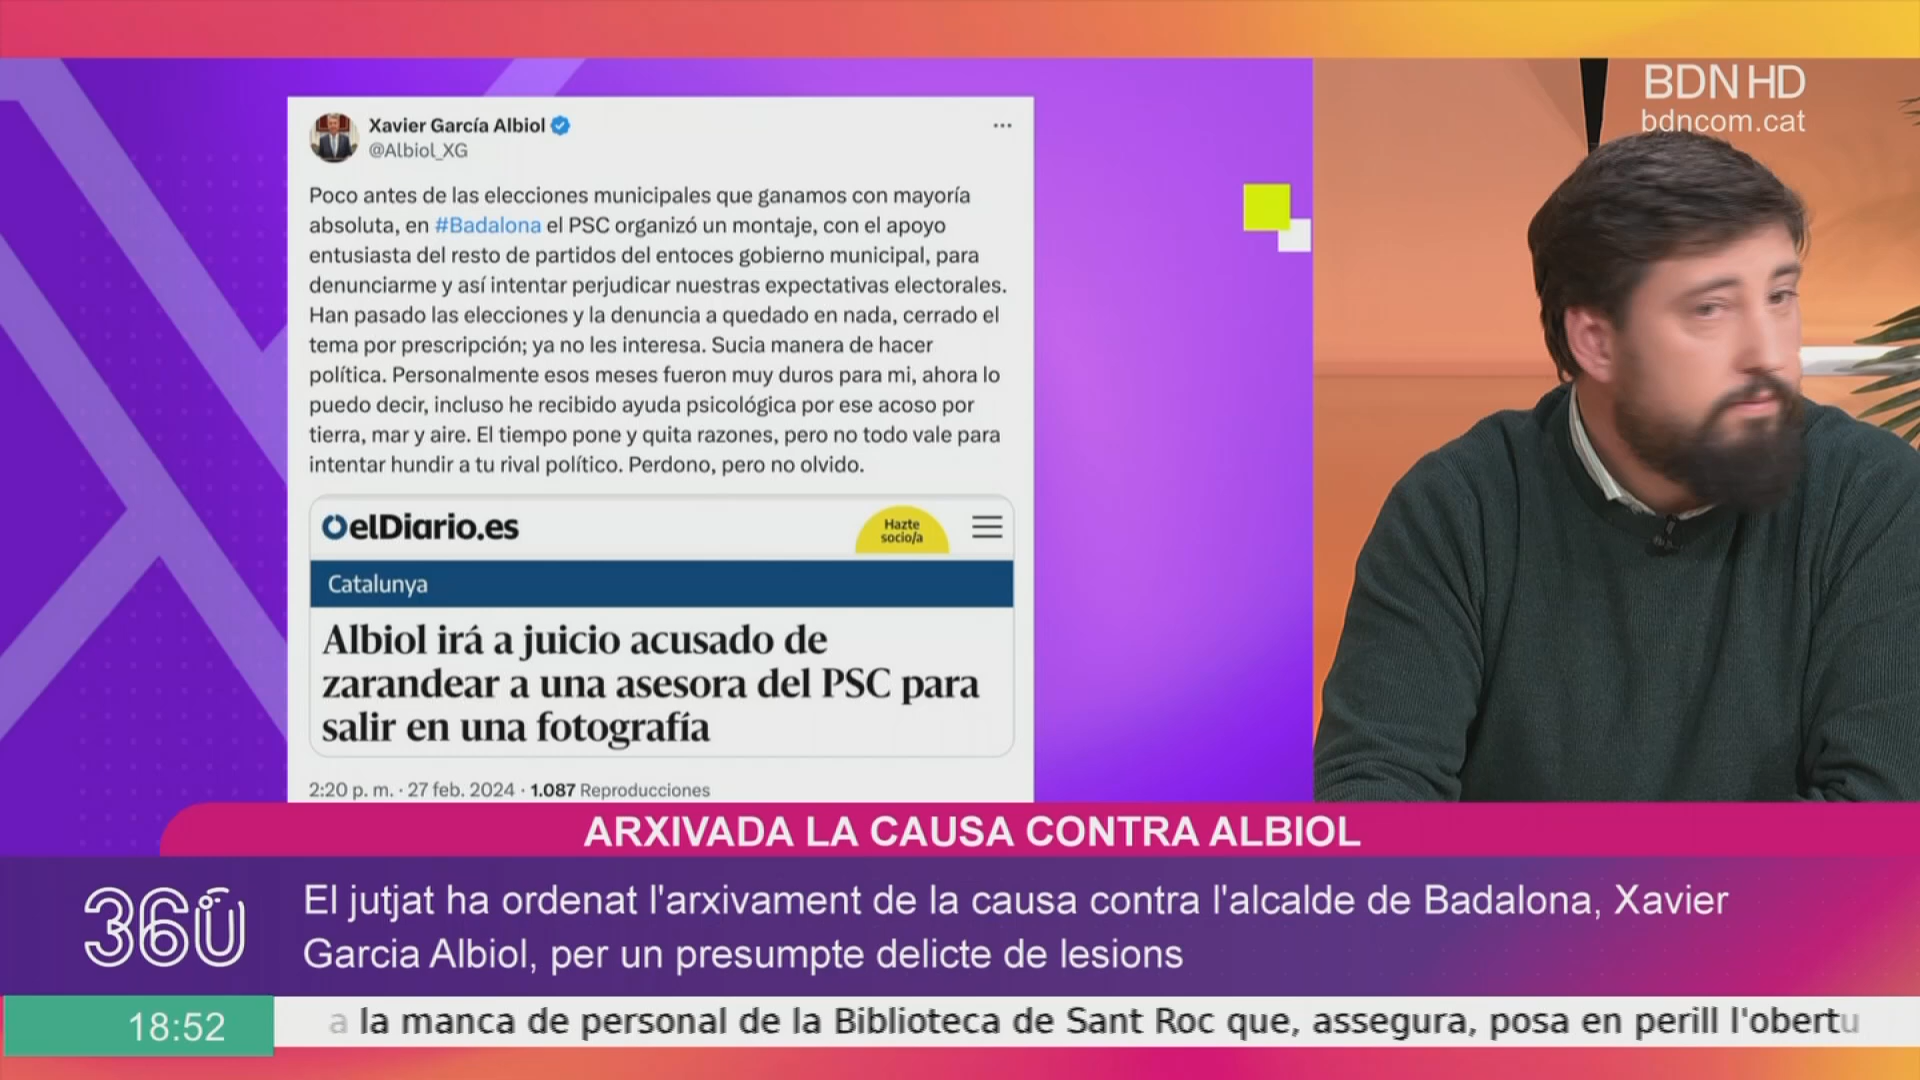 BDN HD
bdncom.cat
Xavier García Albiol
@Albiol_XG
Poco antes de las elecciones municipales que ganamos con mayoría
absoluta, en #Badalona el PSC organizó un montaje, con el apoyo
entusiasta del resto de partidos del entoces gobierno municipal, para
denunciarme y así intentar perjudicar nuestras expectativas electorales.
Han pasado las elecciones y la denuncia a quedado en nada, cerrado el
tema por prescripción; ya no les interesa. Sucia manera de hacer
política. Personalmente esos meses fueron muy duros para mi, ahora lo
puedo decir, incluso he recibido ayuda psicológica por ese acoso por
tierra, mar y aire. El tiempo pone y quita razones, pero no todo vale para
intentar hundir a tu rival político. Perdono, pero no olvido.
elDiario.es
Hazte
socio/a
Catalunya
Albiol irá a juicio acusado de
zarandear a una asesora del PSC para
salir en una fotografía
2:20 p. m. · 27 feb. 2024 · 1.087 Reproducciones
ARXIVADA LA CAUSA CONTRA ALBIOL
360
El jutjat ha ordenat l'arxivament de la causa contra l'alcalde de Badalona, Xavier
Garcia Albiol, per un presumpte delicte de lesions
18:52
a la manca de personal de la Biblioteca de Sant Roc que, assegura, posa en perill l'obertu